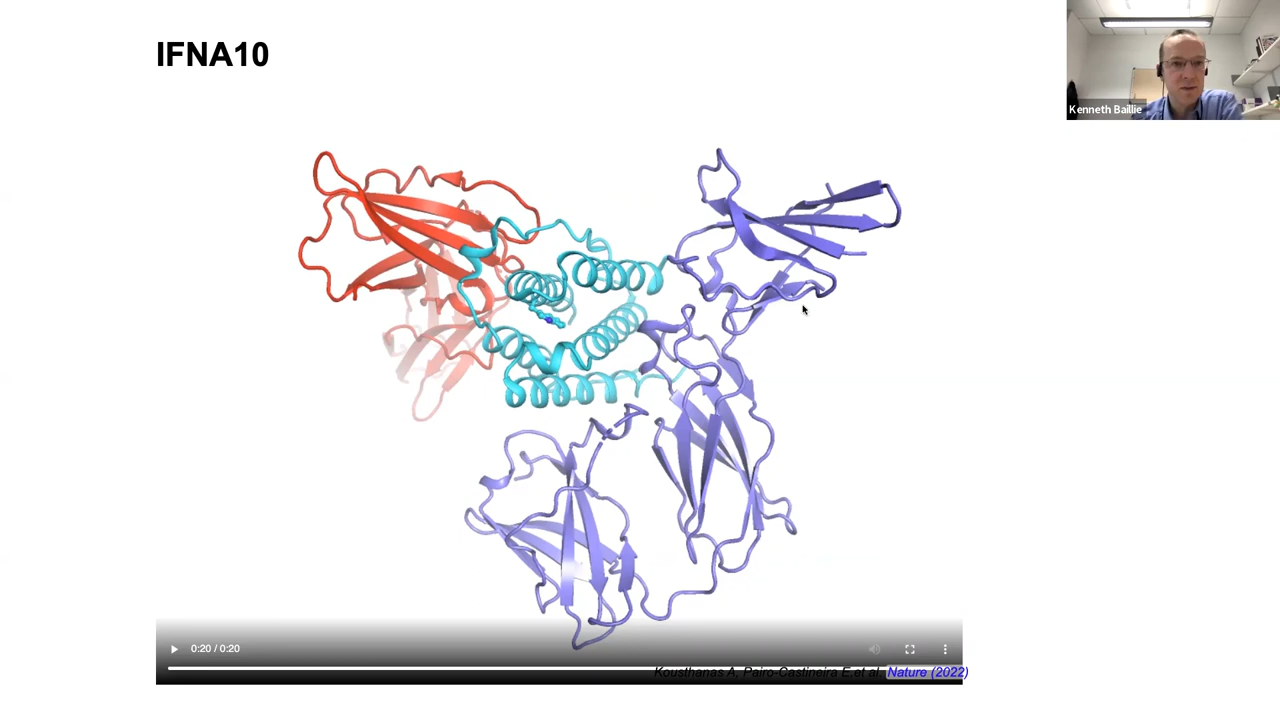 IFNA10
Kenneth Baillie
0:20 / 0:20
Kousthanas A, Pairo-Castineira E,et al. Nature (2022)